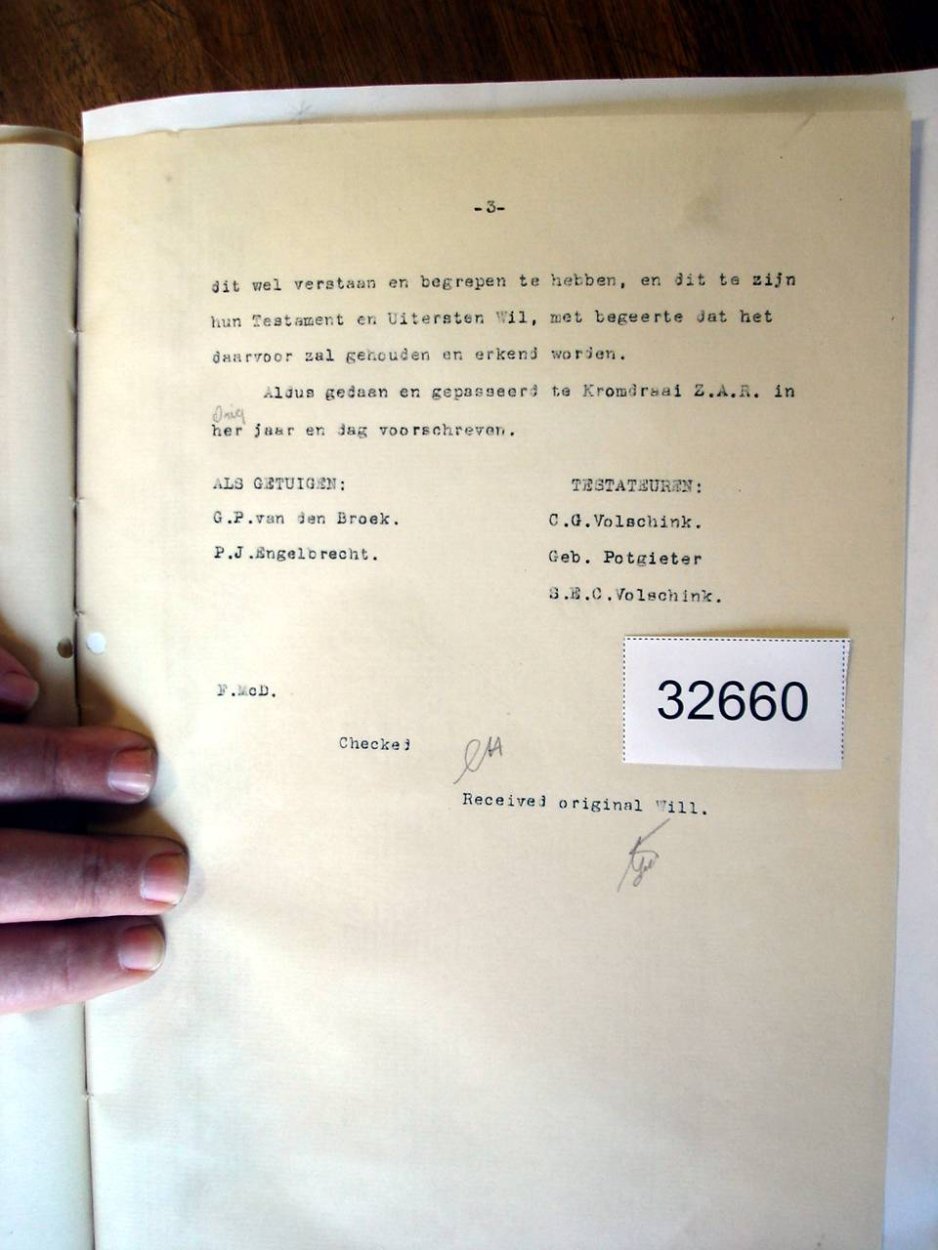 -3-
dit wel verstaan en begrepen te hebben, en dit te zijn
hun Testament en Uitersten Wil, met begeerte dat het
daarvoor zal gehouden en erkend worden.
Aldus gedaan en gepasseerd te Kromdraai Z.A.R. in
Orig
her jaar en dag voorschreven.
ALS GETUIGEN: TESTATEUREN:
G.P.van den Broek. C.G.Volschink.
P.J.Engelbrecht. Geb. Potgieter
S.E.C.Volschink.
32660
F.McD.
Checked
Received original Will.